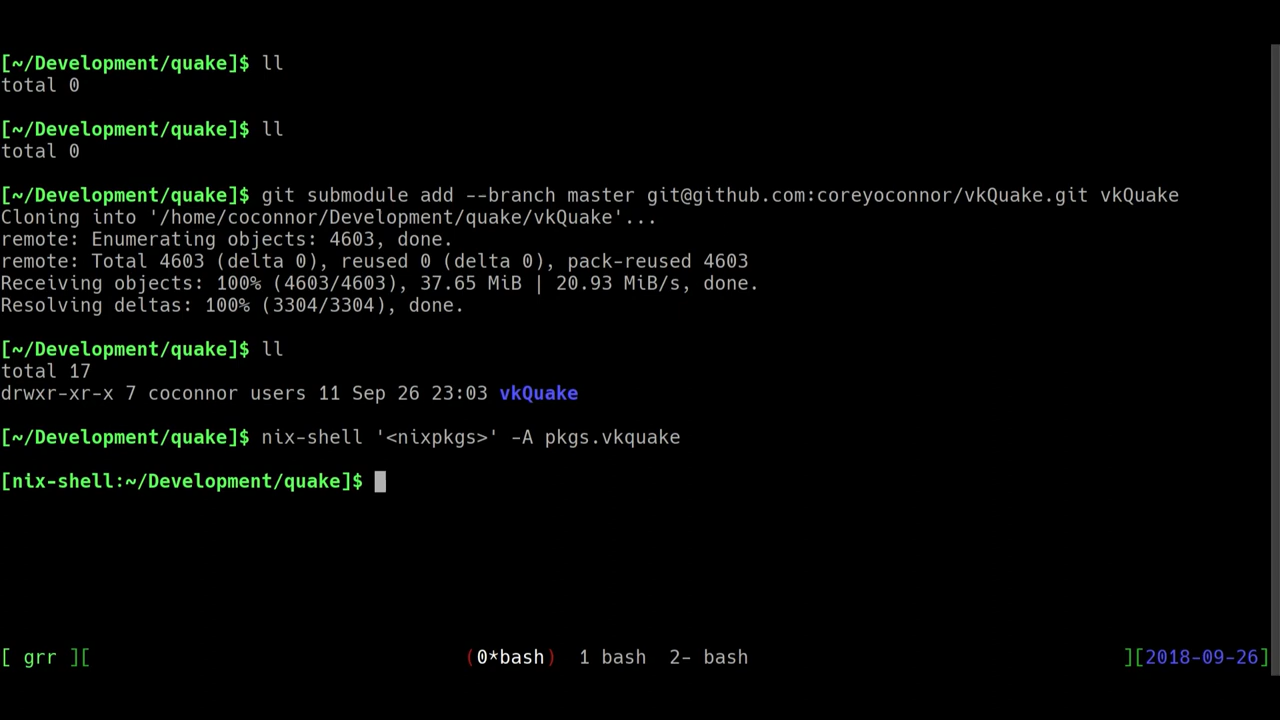 [~/Development/quake]$ ll
total 0
[~/Development/quake]$ ll
total 0
[~/Development/quake]$ git submodule add --branch master git@github.com:coreyoconnor/vkQuake.git vkQuake
Cloning into '/home/coconnor/Development/quake/vkQuake'...
remote: Enumerating objects: 4603, done.
remote: Total 4603 (delta 0), reused 0 (delta 0), pack-reused 4603
Receiving objects: 100% (4603/4603), 37.65 MiB | 20.93 MiB/s, done.
Resolving deltas: 100% (3304/3304), done.
[~/Development/quake]$ ll
total 17
drwxr-xr-x 7 coconnor users 11 Sep 26 23:03 vkQuake
[~/Development/quake]$ nix-shell '<nixpkgs>' -A pkgs.vkquake
[nix-shell:~/Development/quake]$
[ grr ][ (0*bash) 1 bash 2- bash ][2018-09-26]